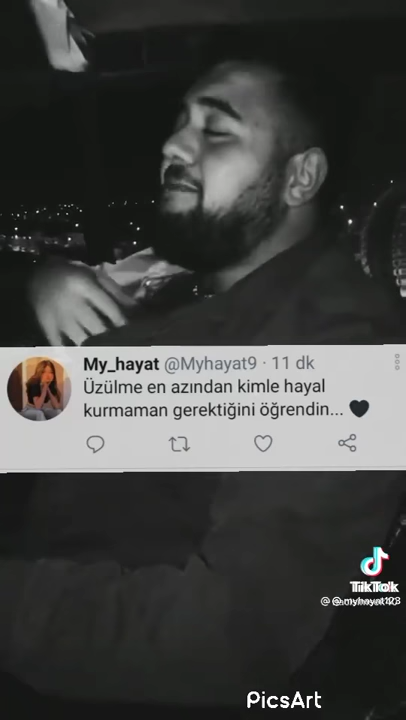 My_hayat @Myhayat9 · 11 dk
Üzülme en azından kimle hayal
kurmaman gerektiğini öğrendin... 🖤
TikTok
PicsArt